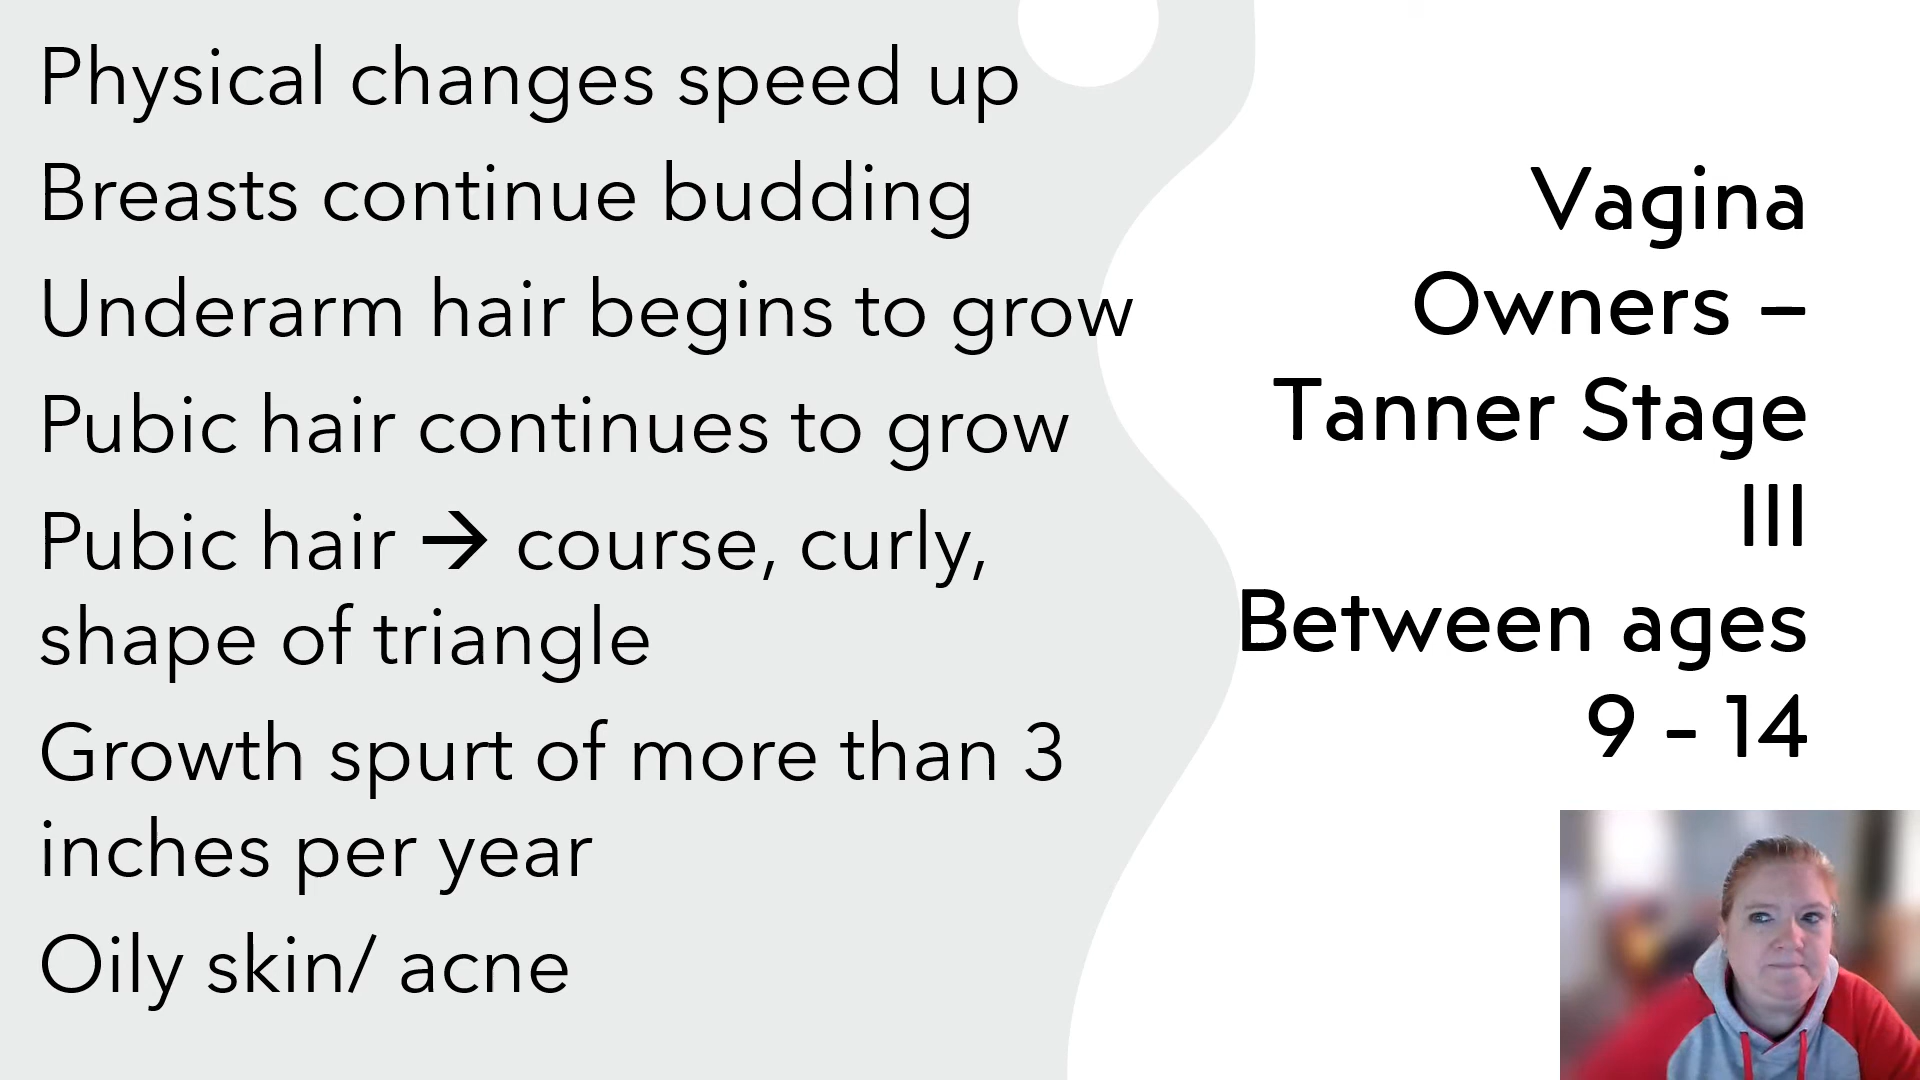 Physical changes speed up
Breasts continue budding
Underarm hair begins to grow
Pubic hair continues to grow
Pubic hair → course, curly,
shape of triangle
Growth spurt of more than 3
inches per year
Oily skin/ acne
Vagina
Owners –
Tanner Stage
III
Between ages
9 - 14